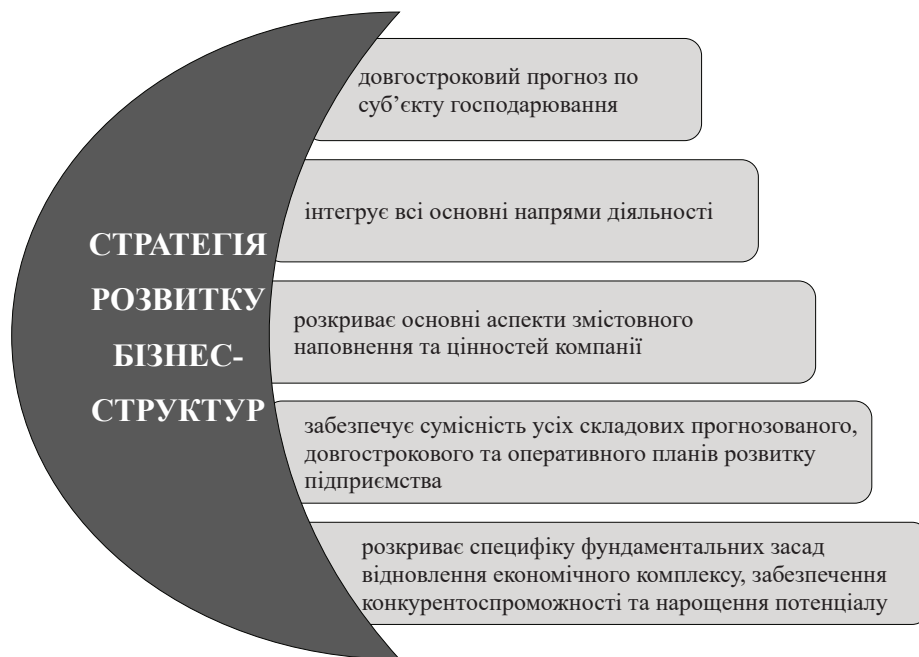 СТРАТЕГІЯ
РОЗВИТКУ
БІЗНЕС-
СТРУКТУР
довгостроковий прогноз по
суб’єкту господарювання
інтегрує всі основні напрями діяльності
розкриває основні аспекти змістовного
наповнення та цінностей компанії
забезпечує сумісність усіх складових прогнозованого,
довгострокового та оперативного планів розвитку
підприємства
розкриває специфіку фундаментальних засад
відновлення економічного комплексу, забезпечення
конкурентоспроможності та нарощення потенціалу